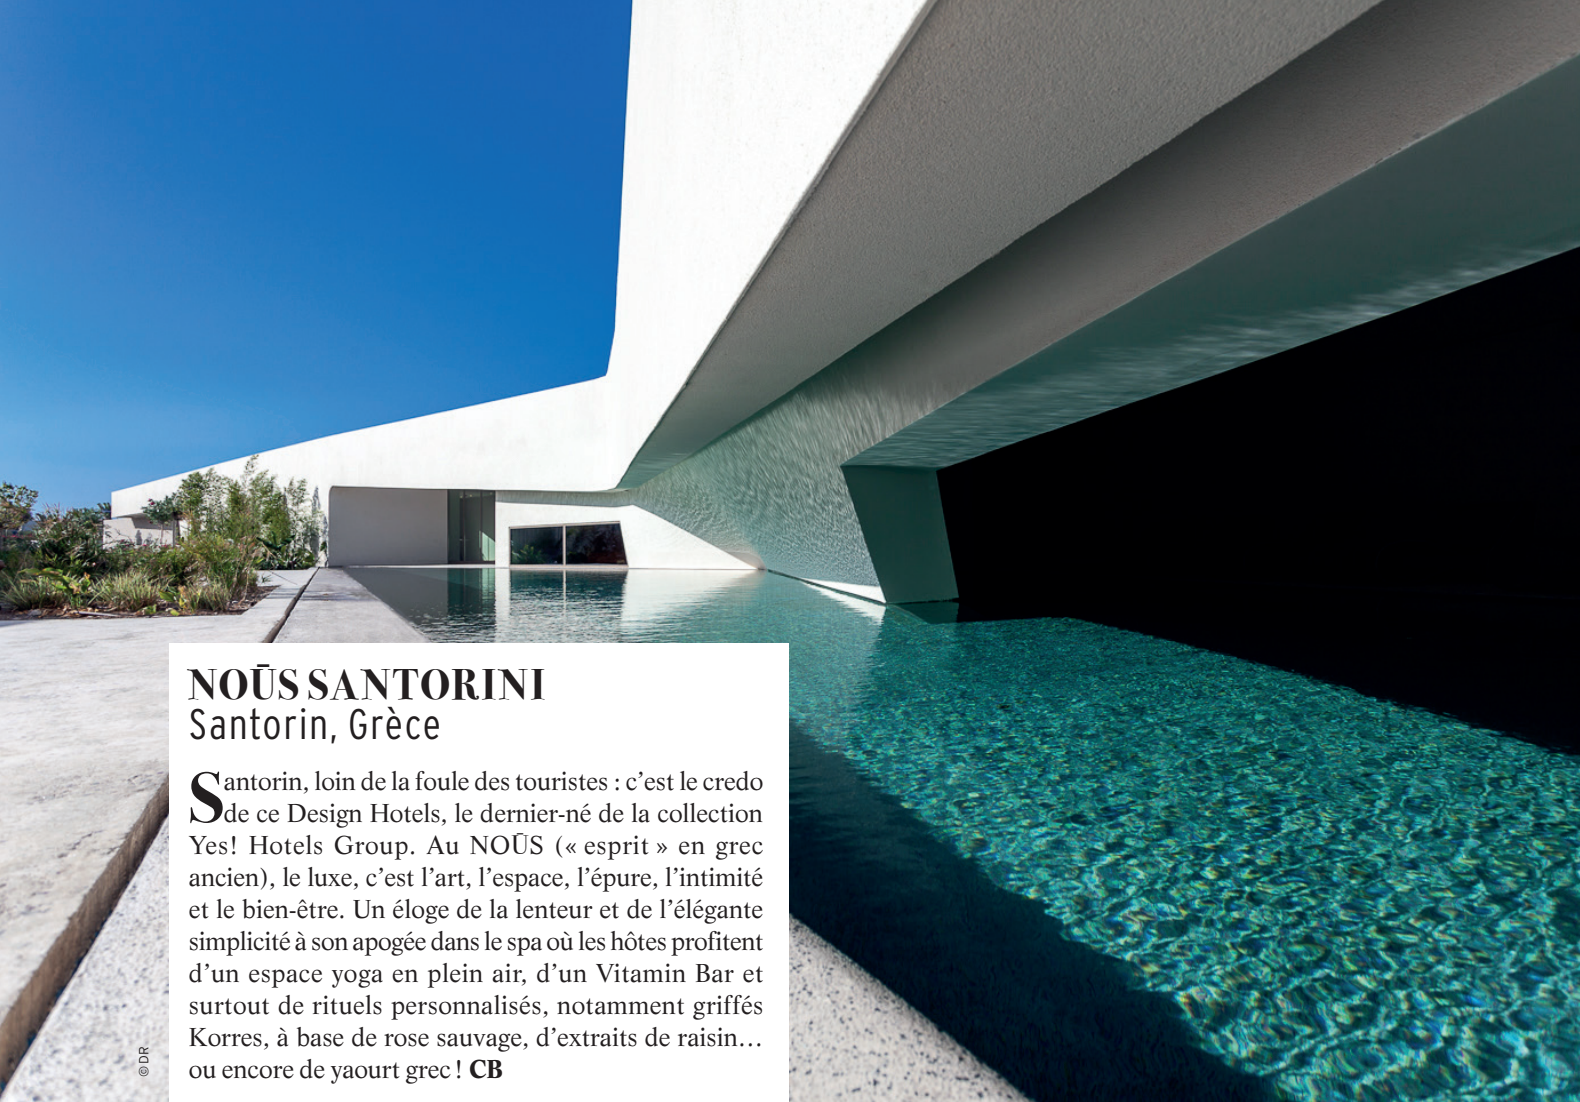 NOŪS SANTORINI
Santorin, Grèce
Santorin, loin de la foule des touristes : c’est le credo
de ce Design Hotels, le dernier-né de la collection
Yes! Hotels Group. Au NOŪS (« esprit » en grec
ancien), le luxe, c’est l’art, l’espace, l’épure, l’intimité
et le bien-être. Un éloge de la lenteur et de l’élégante
simplicité à son apogée dans le spa où les hôtes profitent
d’un espace yoga en plein air, d’un Vitamin Bar et
surtout de rituels personnalisés, notamment griffés
Korres, à base de rose sauvage, d’extraits de raisin…
ou encore de yaourt grec ! CB
© DR